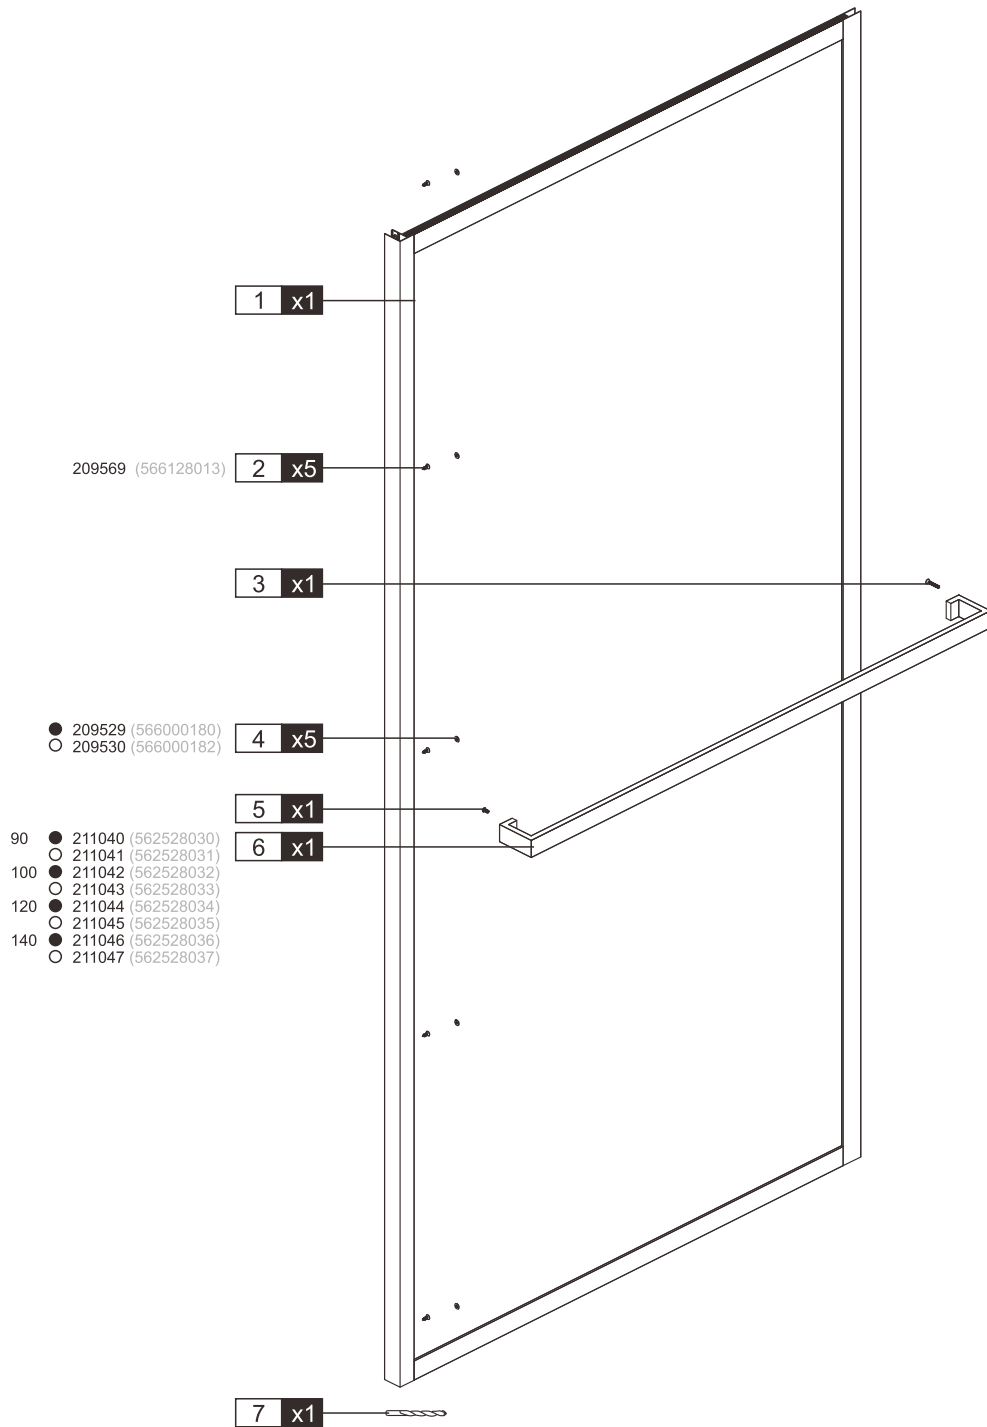 1 x1
209569 (566128013) 2 x5
3 x1
209529 (566000180)
209530 (566000182)
4 x5
5 x1
6 x1
90 211040 (562528030)
211041 (562528031)
100 211042 (562528032)
211043 (562528033)
120 211044 (562528034)
211045 (562528035)
140 211046 (562528036)
211047 (562528037)
7 x1